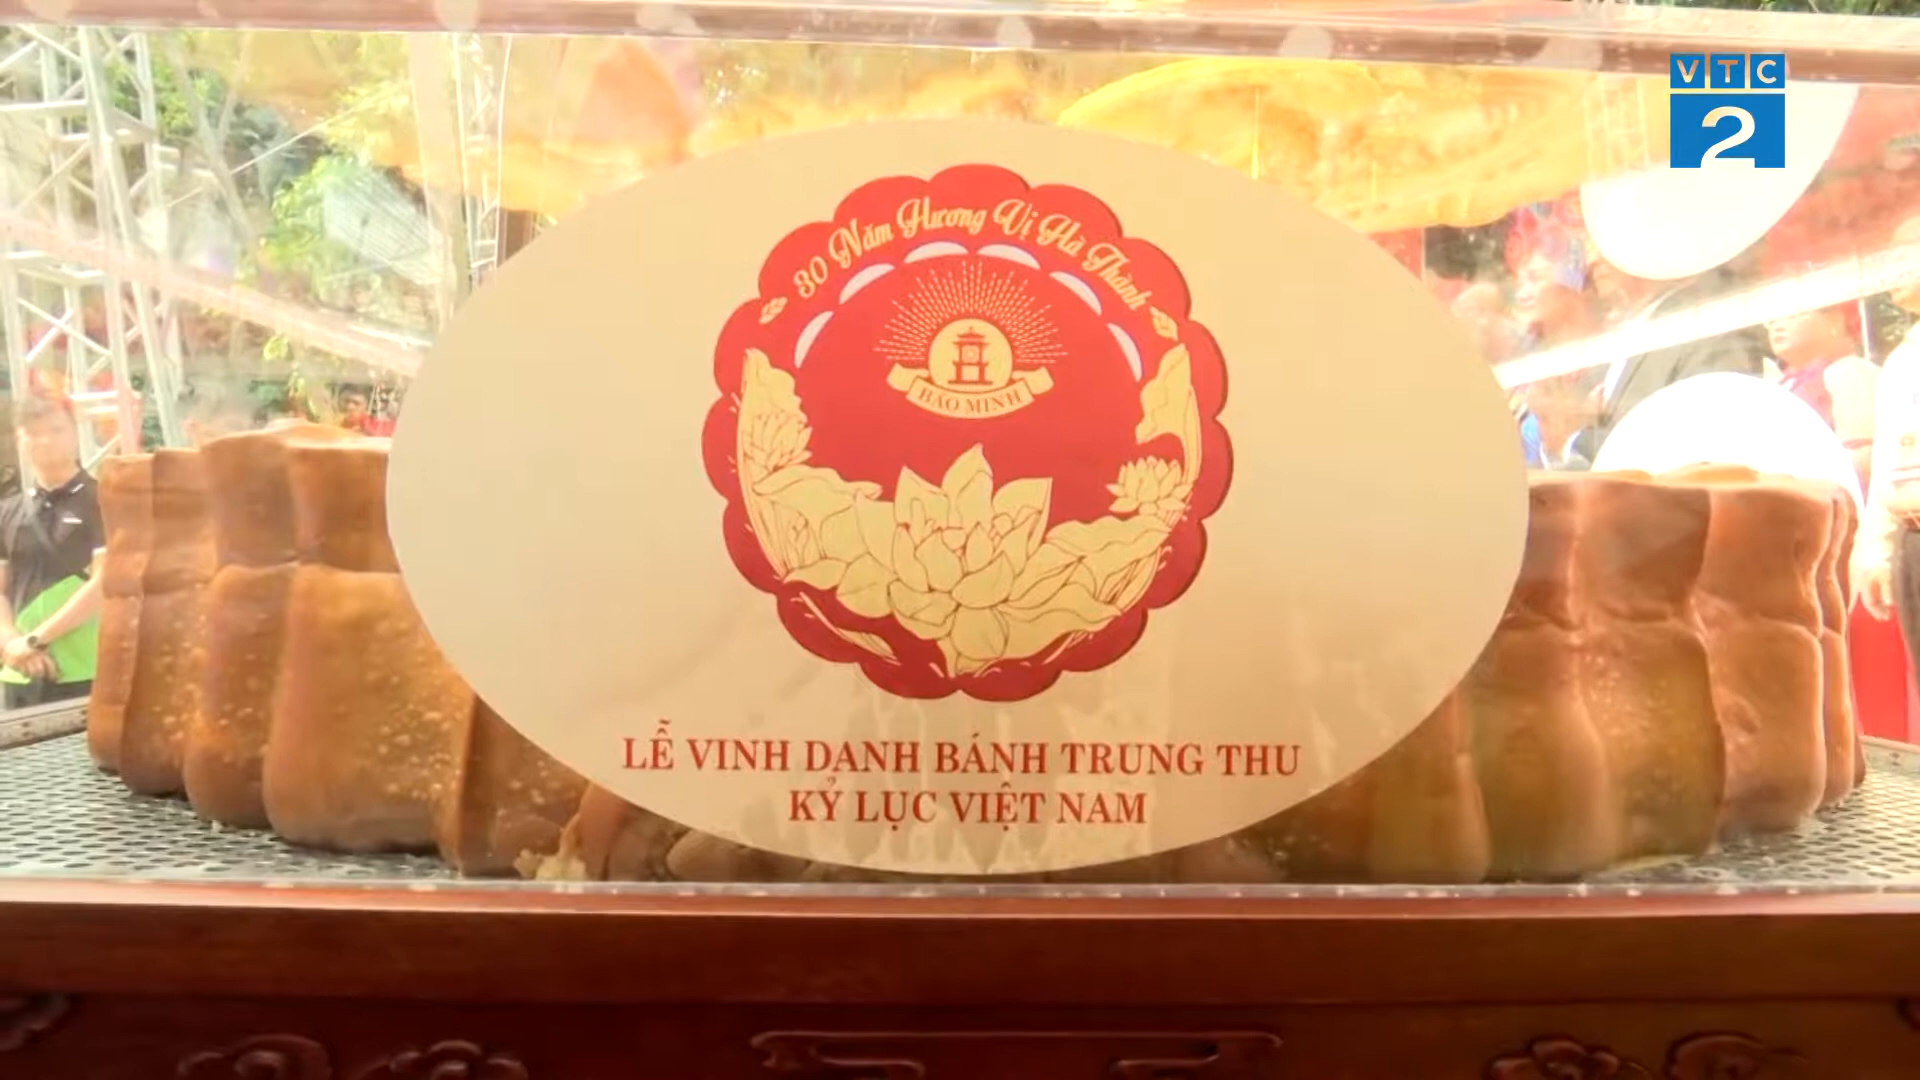 VTC
2
30 Năm Hương Vị Hà Thành
BẢO MINH
LỄ VINH DANH BÁNH TRUNG THU
KỶ LỤC VIỆT NAM